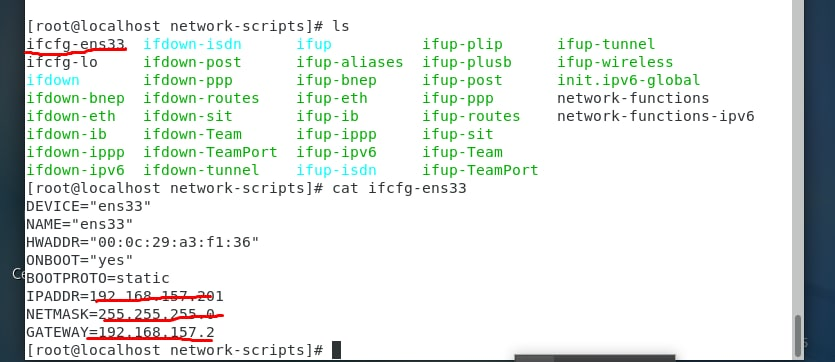 [root@localhost network-scripts]# ls
ifcfg-ens33 ifdown-isdn ifup ifup-plip ifup-tunnel
ifcfg-lo ifdown-post ifup-aliases ifup-plusb ifup-wireless
ifdown ifdown-ppp ifup-bnep ifup-post init.ipv6-global
ifdown-bnep ifdown-routes ifup-eth ifup-ppp network-functions
ifdown-eth ifdown-sit ifup-ib ifup-routes network-functions-ipv6
ifdown-ib ifdown-Team ifup-ippp ifup-sit
ifdown-ippp ifdown-TeamPort ifup-ipv6 ifup-Team
ifdown-ipv6 ifdown-tunnel ifup-isdn ifup-TeamPort
[root@localhost network-scripts]# cat ifcfg-ens33
DEVICE="ens33"
NAME="ens33"
HWADDR="00:0c:29:a3:f1:36"
ONBOOT="yes"
BOOTPROTO=static
IPADDR=192.168.157.201
NETMASK=255.255.255.0
GATEWAY=192.168.157.2
[root@localhost network-scripts]#